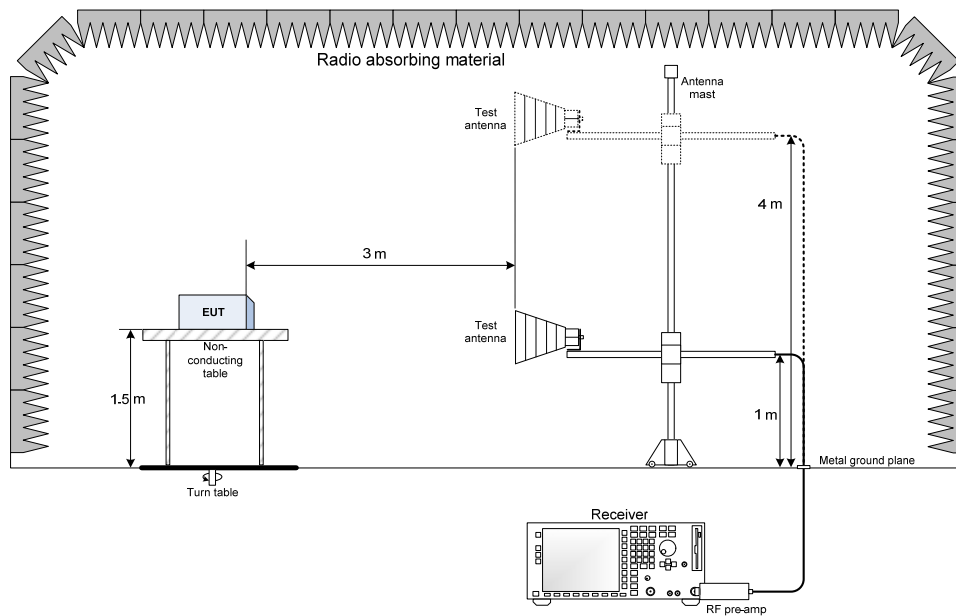 Radio absorbing material
Antenna
mast
Test
antenna
4 m
3 m
EUT
Test
antenna
Non-
conducting
table
1.5 m
1 m
Metal ground plane
Turn table
Receiver
RF pre-amp